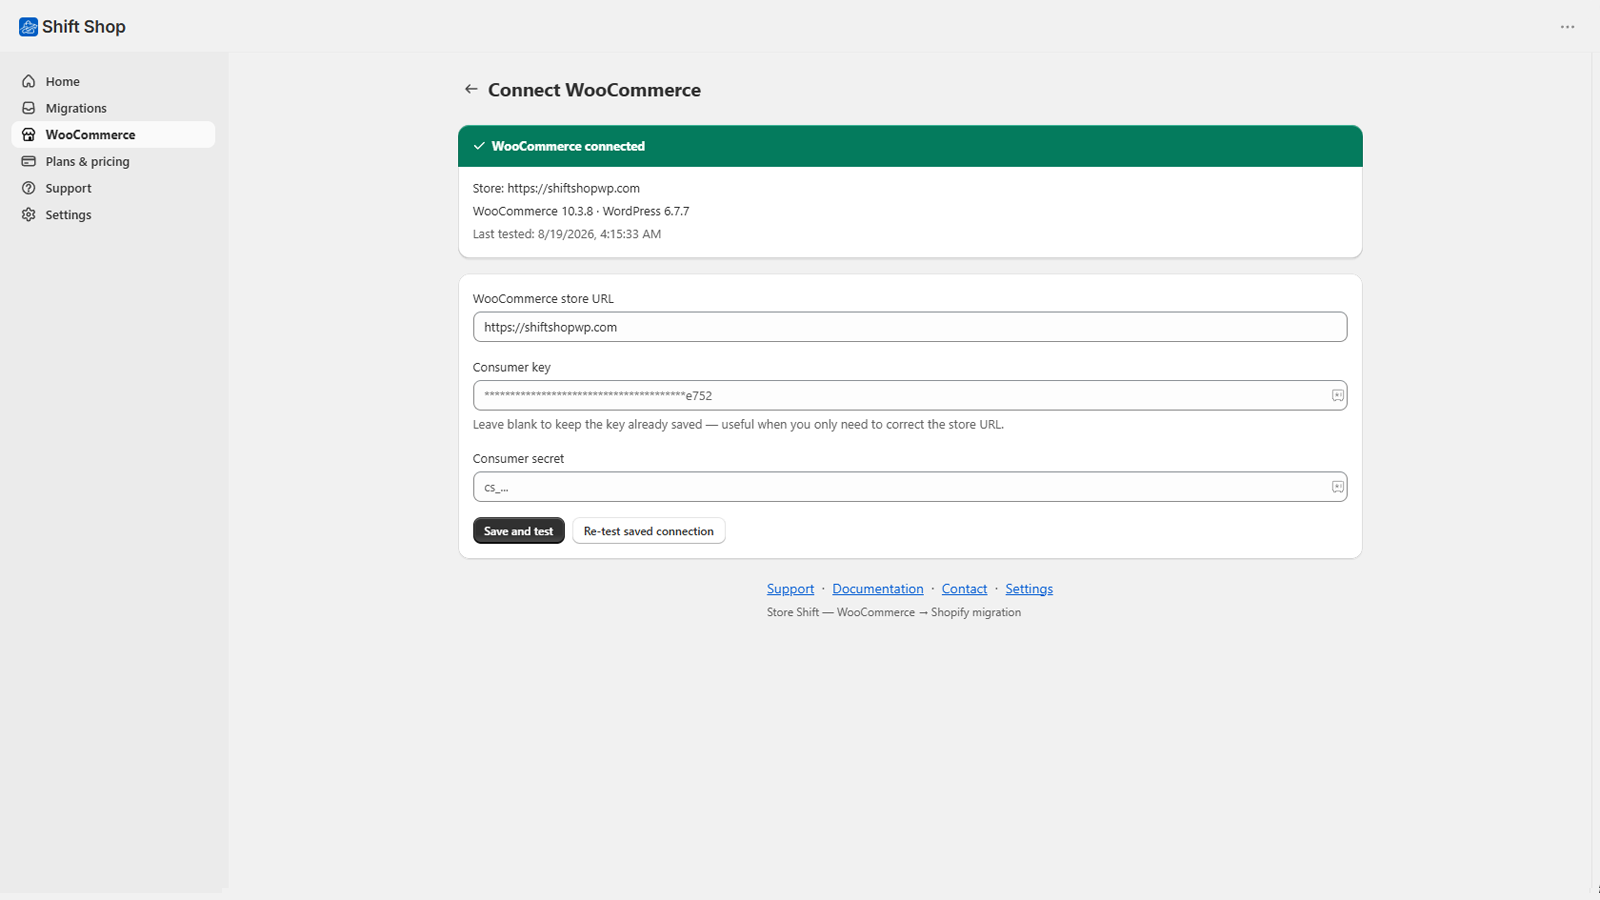 Shift Shop
Home
Migrations
WooCommerce
Plans & pricing
Support
Settings
Connect WooCommerce
WooCommerce connected
Store: https://shiftshopwp.com
WooCommerce 10.3.8 · WordPress 6.7.7
Last tested: 8/19/2026, 4:15:33 AM
WooCommerce store URL
https://shiftshopwp.com
Consumer key
***************************************e752
Leave blank to keep the key already saved — useful when you only need to correct the store URL.
Consumer secret
cs_...
Save and test
Re-test saved connection
Support · Documentation · Contact · Settings
Store Shift — WooCommerce → Shopify migration